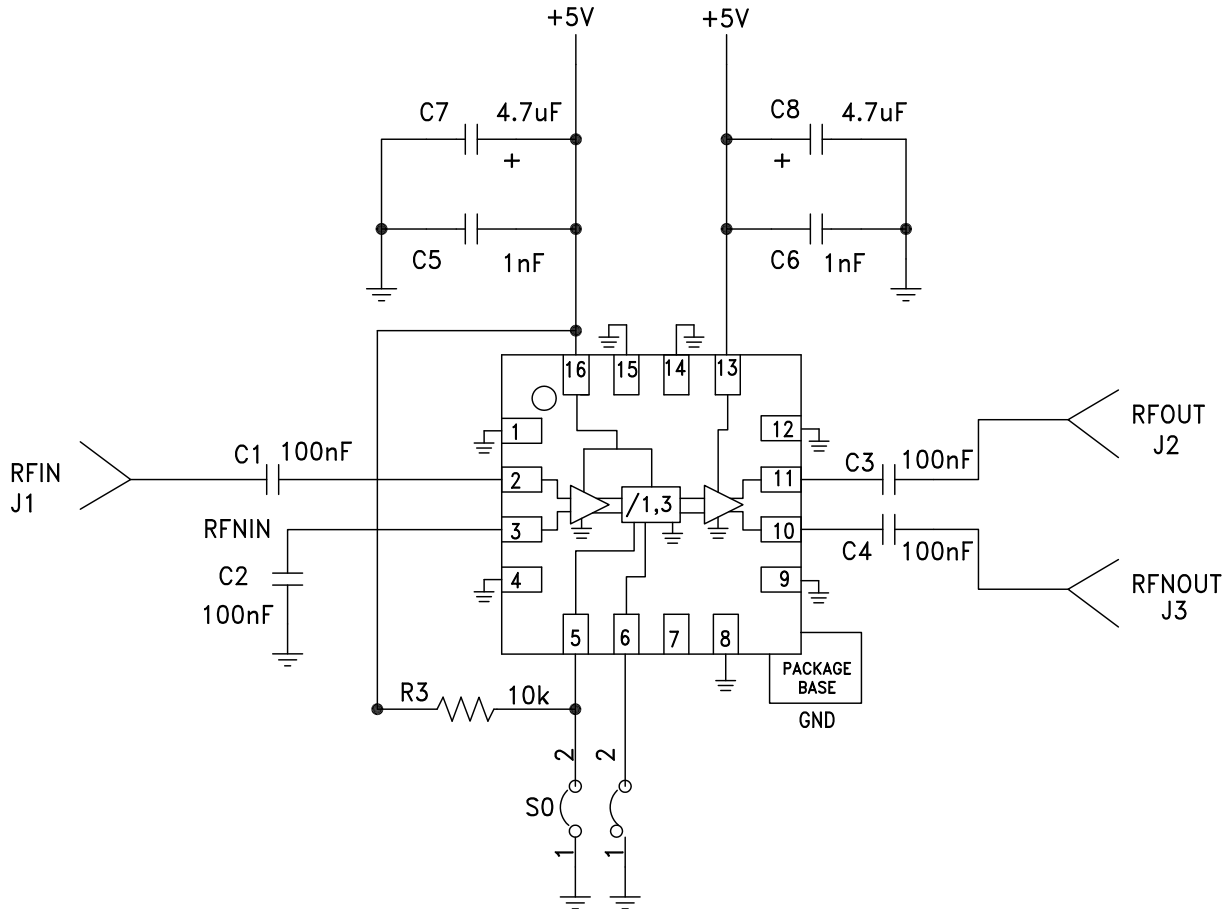 +5V
+5V
C7
4.7uF
+
C8
4.7uF
+
C5
1nF
C6
1nF
16
15
14
13
1
12
RFIN
J1
C1
100nF
2
11
C3
100nF
RFOUT
J2
/1,3
RFNIN
3
10
C4
100nF
C2
100nF
4
9
RFNOUT
J3
5
6
7
8
PACKAGE
BASE
GND
R3
10k
2
2
S0
1
1